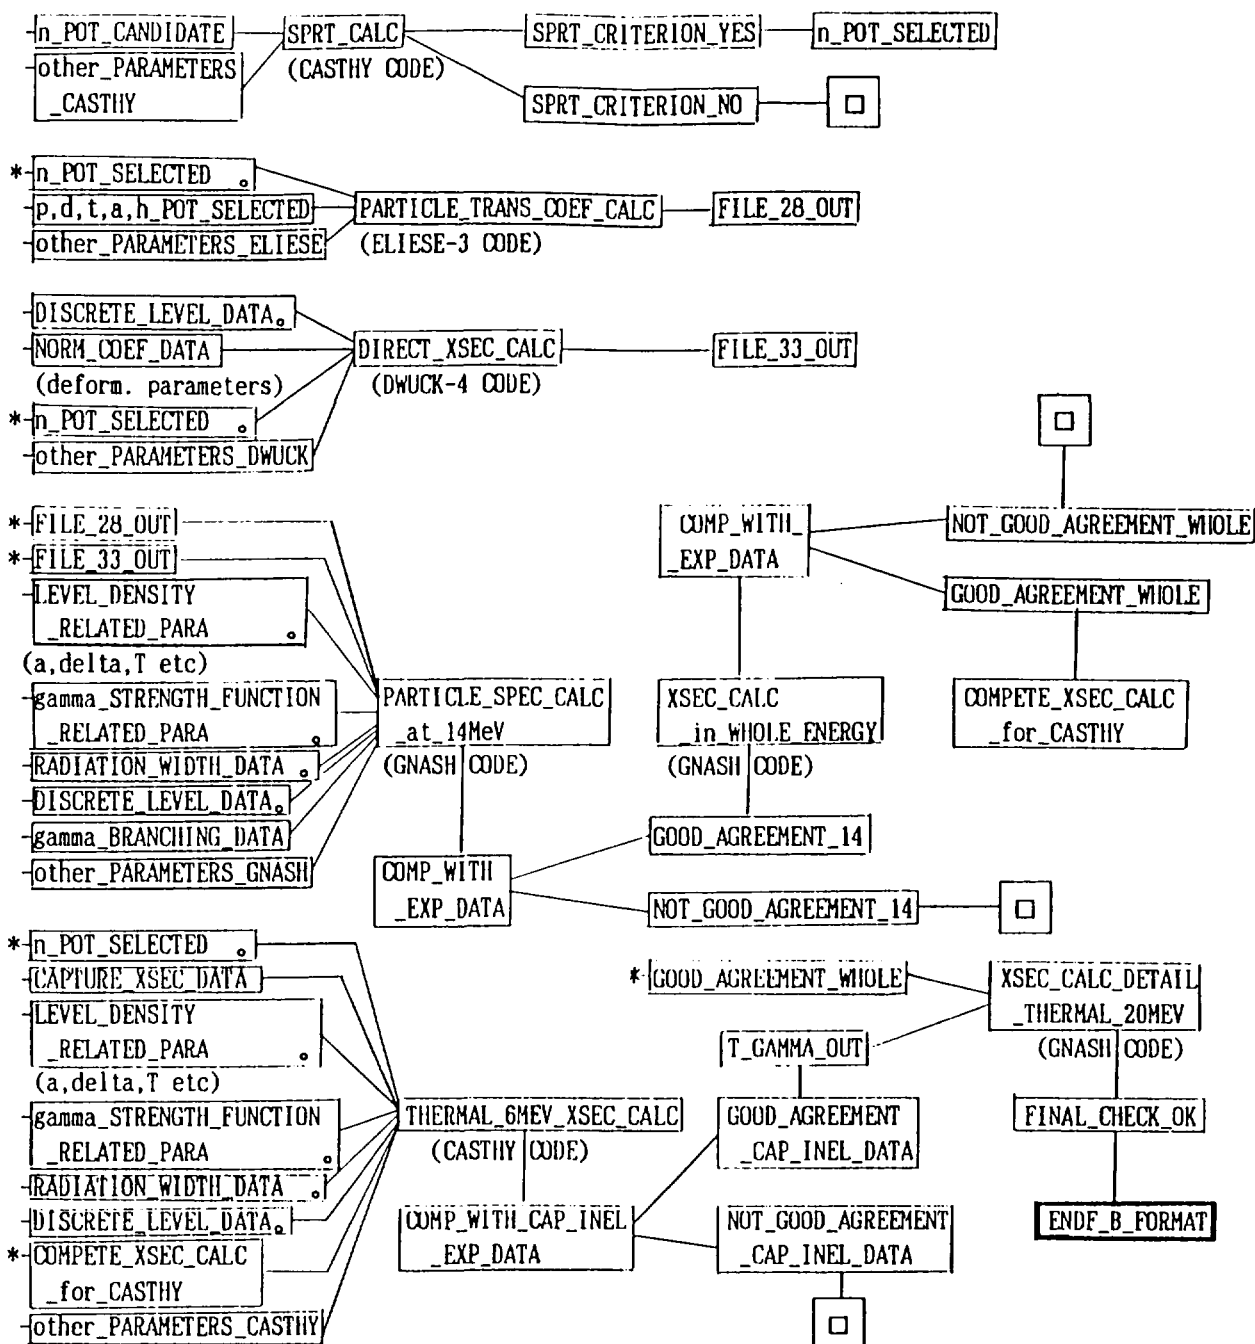 n_POT_CANDIDATE SPRT_CALC SPRT_CRITERION_YES n_POT_SELECTED
other_PARAMETERS (CASTHY CODE)
_CASTHY SPRT_CRITERION_NO
*n_POT_SELECTED
p,d,t,a,h_POT_SELECTED PARTICLE_TRANS_COEF_CALC FILE_28_OUT
other_PARAMETERS_ELIESE (ELIESE-3 CODE)
DISCRETE_LEVEL_DATA
NORM_COEF_DATA DIRECT_XSEC_CALC FILE_33_OUT
(deform. parameters) (DWUCK-4 CODE)
*n_POT_SELECTED
other_PARAMETERS_DWUCK
*FILE_28_OUT COMP_WITH_ NOT_GOOD_AGREEMENT_WHOLE
*FILE_33_OUT _EXP_DATA
LEVEL_DENSITY GOOD_AGREEMENT_WHOLE
_RELATED_PARA
(a,delta,T etc)
gamma_STRENGTH_FUNCTION PARTICLE_SPEC_CALC XSEC_CALC COMPETE_XSEC_CALC
_RELATED_PARA _at_14MeV _in_WHOLE_ENERGY _for_CASTHY
RADIATION_WIDTH_DATA (GNASH CODE) (GNASH CODE)
DISCRETE_LEVEL_DATA
gamma_BRANCHING_DATA GOOD_AGREEMENT_14
other_PARAMETERS_GNASH COMP_WITH
_EXP_DATA NOT_GOOD_AGREEMENT_14
*n_POT_SELECTED
CAPTURE_XSEC_DATA *GOOD_AGREEMENT_WHOLE XSEC_CALC_DETAIL
LEVEL_DENSITY _THERMAL_20MEV
_RELATED_PARA T_GAMMA_OUT (GNASH CODE)
(a,delta,T etc)
gamma_STRENGTH_FUNCTION THERMAL_6MEV_XSEC_CALC GOOD_AGREEMENT FINAL_CHECK_OK
_RELATED_PARA (CASTHY CODE) _CAP_INEL_DATA
RADIATION_WIDTH_DATA
DISCRETE_LEVEL_DATA COMP_WITH_CAP_INEL NOT_GOOD_AGREEMENT ENDF_B_FORMAT
*COMPETE_XSEC_CALC _EXP_DATA _CAP_INEL_DATA
_for_CASTHY
other_PARAMETERS_CASTHY